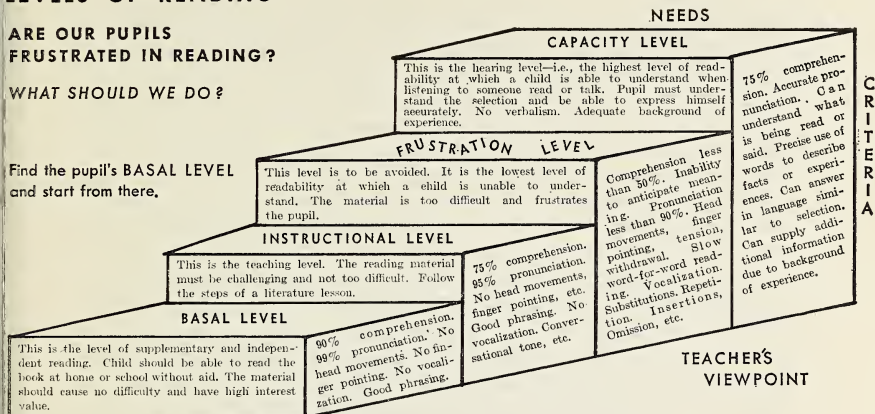 ARE OUR PUPILS
FRUSTRATED IN READING?
WHAT SHOULD WE DO?
Find the pupil's BASAL LEVEL
and start from there.
NEEDS
CAPACITY LEVEL
This is the hearing level—i.e., the highest level of read-
ability at which a child is able to understand when
listening to someone read or talk. Pupil must under-
stand the selection and be able to express himself
accurately. No verbalism. Adequate background of
experience.
75% comprehen-
sion. Accurate pro-
nunciation. Can
understand what
is being read or
said. Precise use of
words to describe
facts or experi-
ences. Can answer
in language simi-
lar to selection.
Can supply addi-
tional information
due to background
of experience.
CRITERIA
FRUSTRATION LEVEL
This level is to be avoided. It is the lowest level of
readability at which a child is unable to under-
stand. The material is too difficult and frustrates
the pupil.
Comprehension less
than 50%. Inability
to anticipate mean-
ing. Pronunciation
less than 90%. Head
movements, finger
pointing, tension,
withdrawal. Slow
word-for-word read-
ing. Vocalization.
Substitutions. Repeti-
tion. Insertions,
Omission, etc.
INSTRUCTIONAL LEVEL
This is the teaching level. The reading material
must be challenging and not too difficult. Follow
the steps of a literature lesson.
75% comprehension.
95% pronunciation.
No head movements,
finger pointing, etc.
Good phrasing. No
vocalization. Conver-
sational tone, etc.
BASAL LEVEL
This is the level of supplementary and indepen-
dent reading. Child should be able to read the
book at home or school without aid. The material
should cause no difficulty and have high interest
value.
90% comprehension.
99% pronunciation. No
head movements. No fin-
ger pointing. No vocali-
zation. Good phrasing.
TEACHER'S
VIEWPOINT